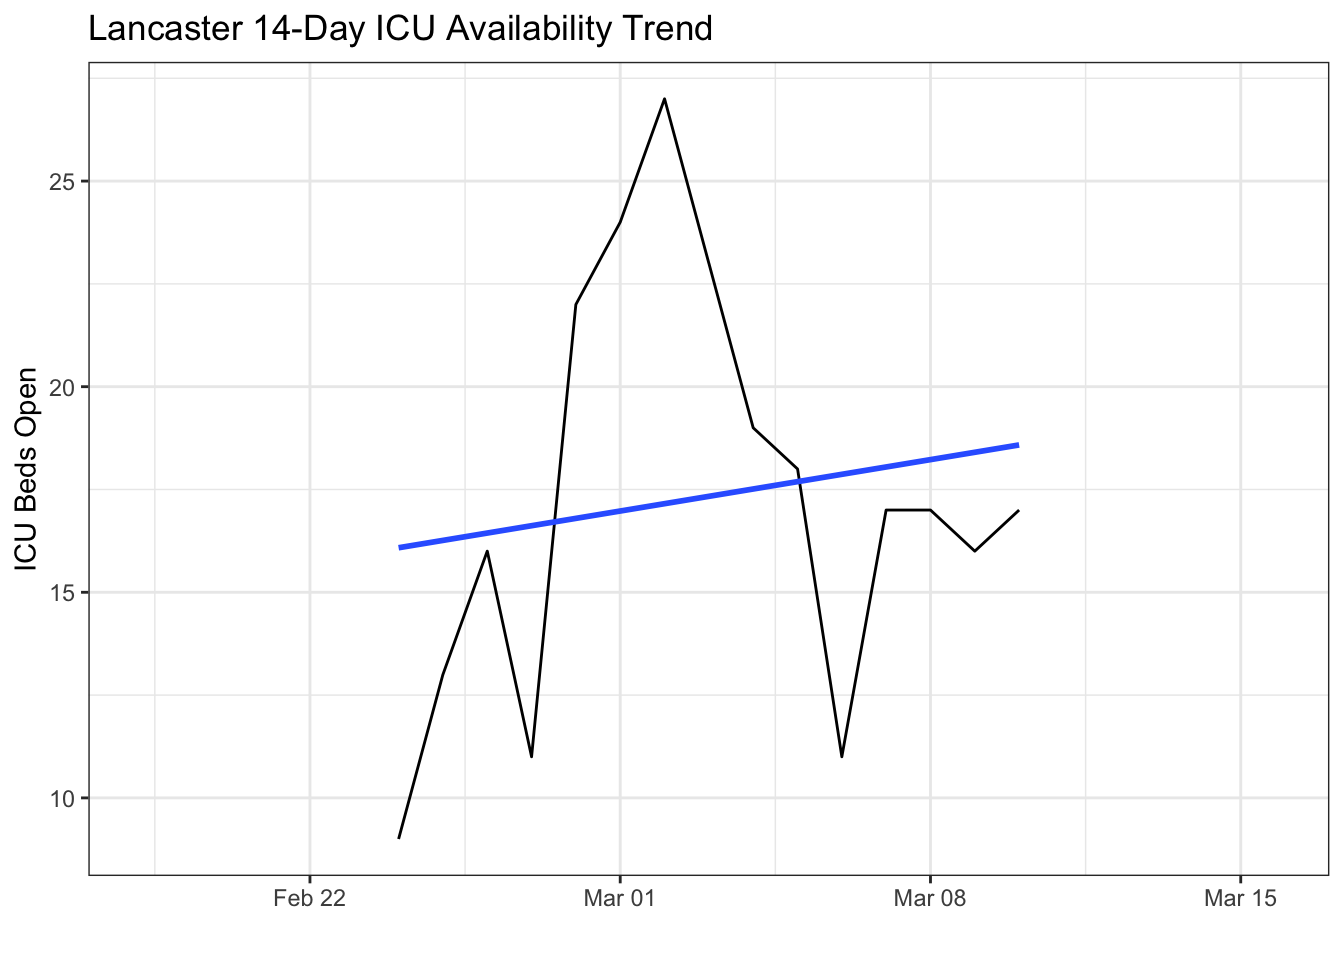 Lancaster 14-Day ICU Availability Trend
ICU Beds Open
25
20
15
10
Feb 22
Mar 01
Mar 08
Mar 15